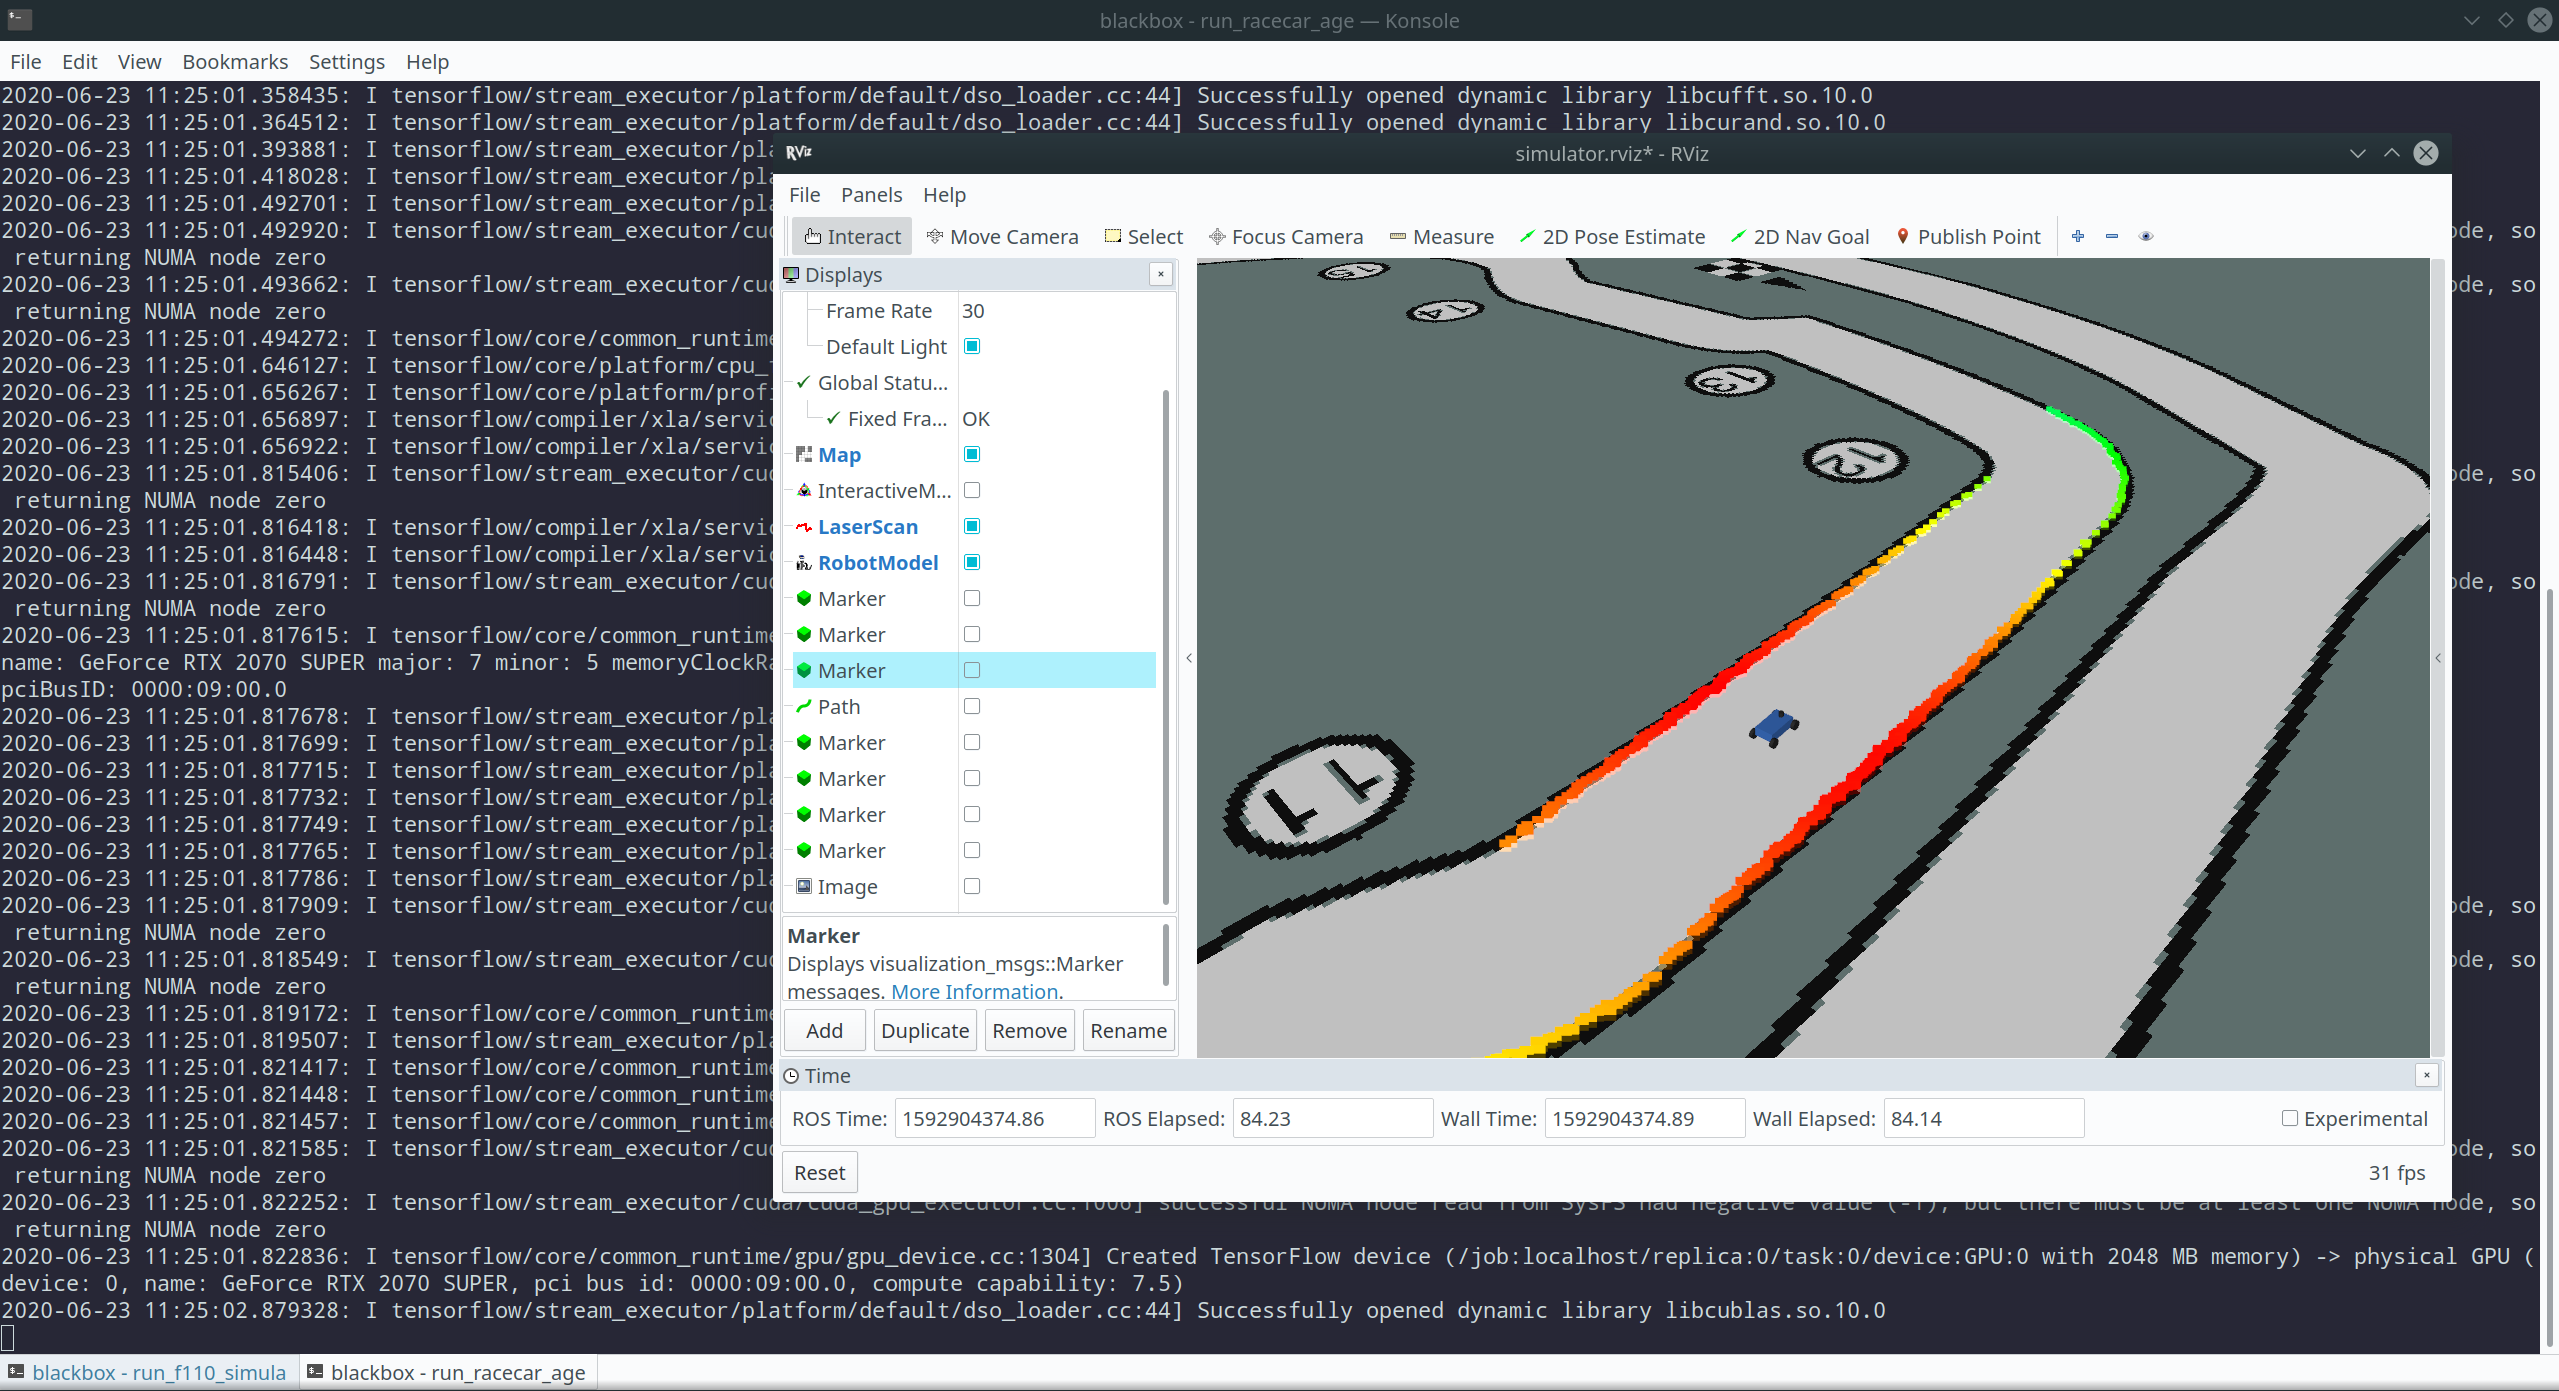 blackbox - run_racecar_age — Konsole
File Edit View Bookmarks Settings Help
2020-06-23 11:25:01.358435: I tensorflow/stream_executor/platform/default/dso_loader.cc:44] Successfully opened dynamic library libcufft.so.10.0
2020-06-23 11:25:01.364512: I tensorflow/stream_executor/platform/default/dso_loader.cc:44] Successfully opened dynamic library libcurand.so.10.0
2020-06-23 11:25:01.393881: I tensorflow/stream_executor/pla
2020-06-23 11:25:01.418028: I tensorflow/stream_executor/pla
2020-06-23 11:25:01.492701: I tensorflow/stream_executor/pla
2020-06-23 11:25:01.492920: I tensorflow/stream_executor/cud ode, so
returning NUMA node zero
2020-06-23 11:25:01.493662: I tensorflow/stream_executor/cud ode, so
returning NUMA node zero
2020-06-23 11:25:01.494272: I tensorflow/core/common_runtime
2020-06-23 11:25:01.646127: I tensorflow/core/platform/cpu_
2020-06-23 11:25:01.656267: I tensorflow/core/platform/prof
2020-06-23 11:25:01.656897: I tensorflow/compiler/xla/servic
2020-06-23 11:25:01.656922: I tensorflow/compiler/xla/servic
2020-06-23 11:25:01.815406: I tensorflow/stream_executor/cud ode, so
returning NUMA node zero
2020-06-23 11:25:01.816418: I tensorflow/compiler/xla/servic
2020-06-23 11:25:01.816448: I tensorflow/compiler/xla/servic
2020-06-23 11:25:01.816791: I tensorflow/stream_executor/cud ode, so
returning NUMA node zero
2020-06-23 11:25:01.817615: I tensorflow/core/common_runtime
name: GeForce RTX 2070 SUPER major: 7 minor: 5 memoryClockRa
pciBusID: 0000:09:00.0
2020-06-23 11:25:01.817678: I tensorflow/stream_executor/pla
2020-06-23 11:25:01.817699: I tensorflow/stream_executor/pla
2020-06-23 11:25:01.817715: I tensorflow/stream_executor/pla
2020-06-23 11:25:01.817732: I tensorflow/stream_executor/pla
2020-06-23 11:25:01.817749: I tensorflow/stream_executor/pla
2020-06-23 11:25:01.817765: I tensorflow/stream_executor/pla
2020-06-23 11:25:01.817786: I tensorflow/stream_executor/pla
2020-06-23 11:25:01.817909: I tensorflow/stream_executor/cud ode, so
returning NUMA node zero
2020-06-23 11:25:01.818549: I tensorflow/stream_executor/cud ode, so
returning NUMA node zero
2020-06-23 11:25:01.819172: I tensorflow/core/common_runtime
2020-06-23 11:25:01.819507: I tensorflow/stream_executor/pla
2020-06-23 11:25:01.821417: I tensorflow/core/common_runtime
2020-06-23 11:25:01.821448: I tensorflow/core/common_runtime
2020-06-23 11:25:01.821457: I tensorflow/core/common_runtime
2020-06-23 11:25:01.821585: I tensorflow/stream_executor/cud ode, so
returning NUMA node zero
2020-06-23 11:25:01.822252: I tensorflow/stream_executor/cuda/cuda_gpu_executor.cc:1006] successful NUMA node read from SysFS had negative value (-1), but there must be at least one NUMA node, so
returning NUMA node zero
2020-06-23 11:25:01.822836: I tensorflow/core/common_runtime/gpu/gpu_device.cc:1304] Created TensorFlow device (/job:localhost/replica:0/task:0/device:GPU:0 with 2048 MB memory) -> physical GPU (
device: 0, name: GeForce RTX 2070 SUPER, pci bus id: 0000:09:00.0, compute capability: 7.5)
2020-06-23 11:25:02.879328: I tensorflow/stream_executor/platform/default/dso_loader.cc:44] Successfully opened dynamic library libcublas.so.10.0
blackbox - run_f110_simula blackbox - run_racecar_age
RViz simulator.rviz* - RViz
File Panels Help
Interact Move Camera Select Focus Camera Measure 2D Pose Estimate 2D Nav Goal Publish Point
Displays
Frame Rate 30
Default Light
Global Statu...
Fixed Fra... OK
Map
InteractiveM...
LaserScan
RobotModel
Marker
Marker
Marker
Path
Marker
Marker
Marker
Marker
Image
Marker
Displays visualization_msgs::Marker
messages. More Information.
Add Duplicate Remove Rename
15
14
13
12
11
Time
ROS Time: 1592904374.86 ROS Elapsed: 84.23 Wall Time: 1592904374.89 Wall Elapsed: 84.14 Experimental
Reset 31 fps